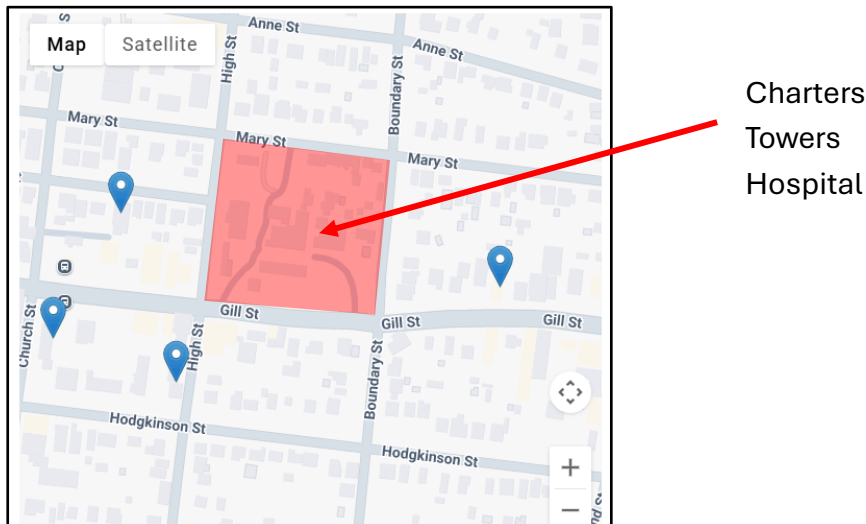 Anne St
Map
Satellite
High St
Anne St
Boundary St
Mary St
Mary St
Mary St
Charters
Towers
Hospital
Gill St
Gill St
Gill St
Church St
High St
Boundary St
Hodgkinson St
Hodgkinson St
+
−